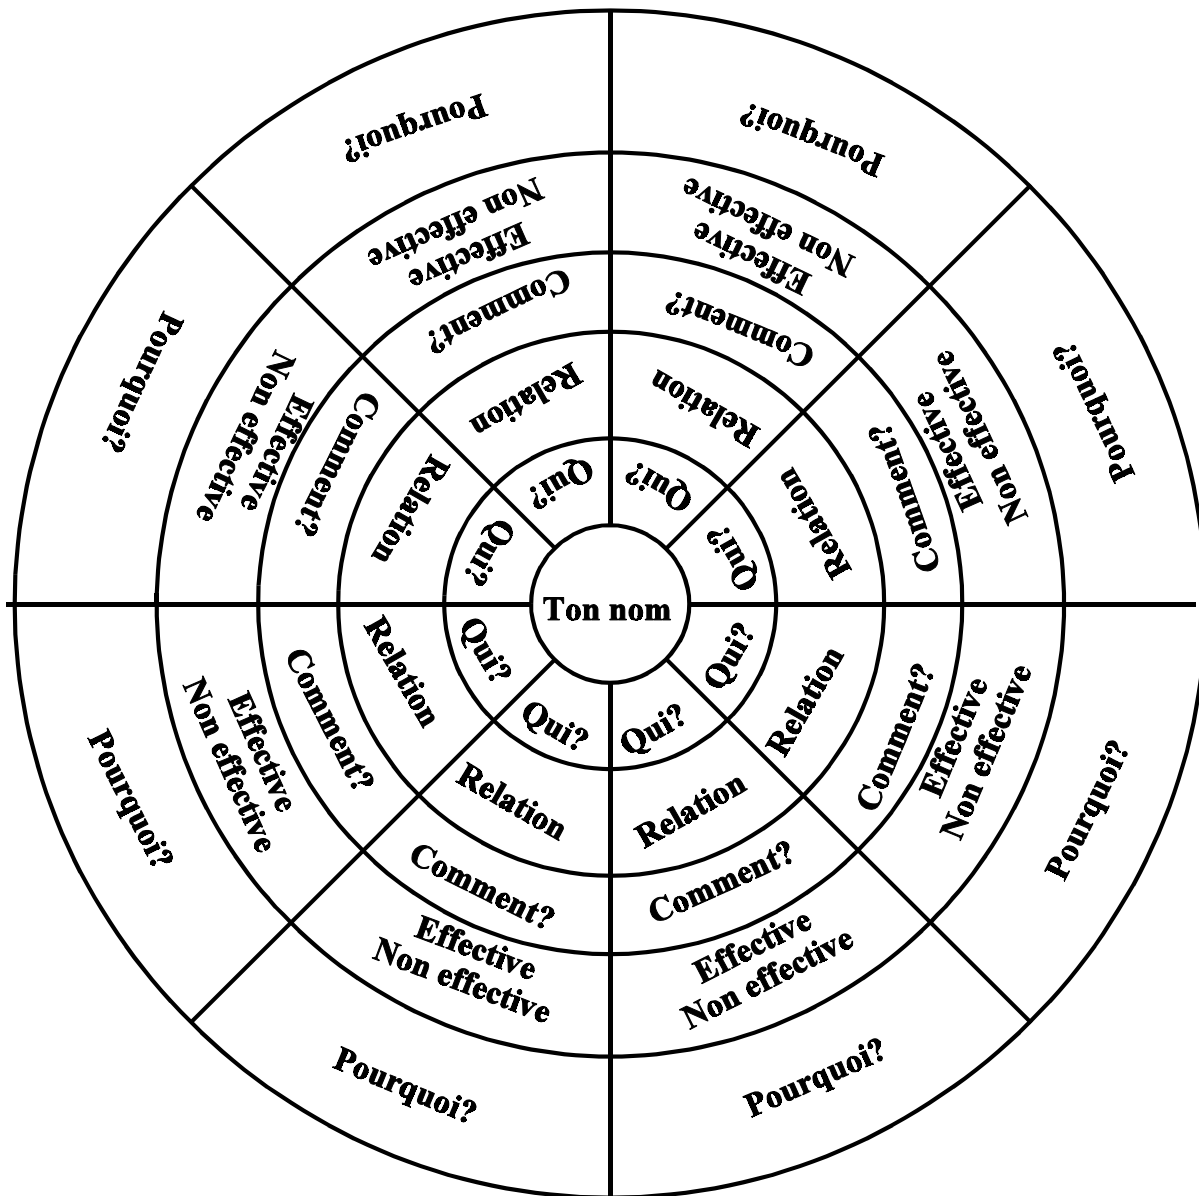 Pourquoi?
Pourquoi?
Non effective
Effective
Non effective
Effective
Comment?
Comment?
Relation
Relation
Qui?
Qui?
Pourquoi?
Non effective
Effective
Comment?
Relation
Qui?
Qui?
Relation
Comment?
Effective
Non effective
Pourquoi?
Ton nom
Pourquoi?
Non effective
Effective
Comment?
Relation
Qui?
Qui?
Relation
Comment?
Effective
Non effective
Pourquoi?
Qui?
Qui?
Relation
Relation
Comment?
Comment?
Effective
Non effective
Effective
Non effective
Pourquoi?
Pourquoi?